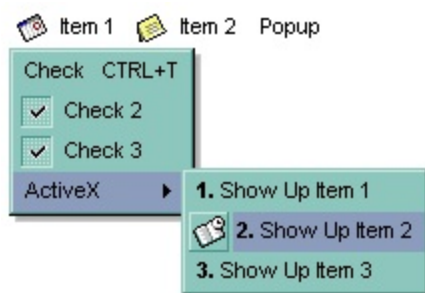 Item 1 Item 2 Popup
Check CTRL+T
Check 2
Check 3
ActiveX
1. Show Up Item 1
2. Show Up Item 2
3. Show Up Item 3